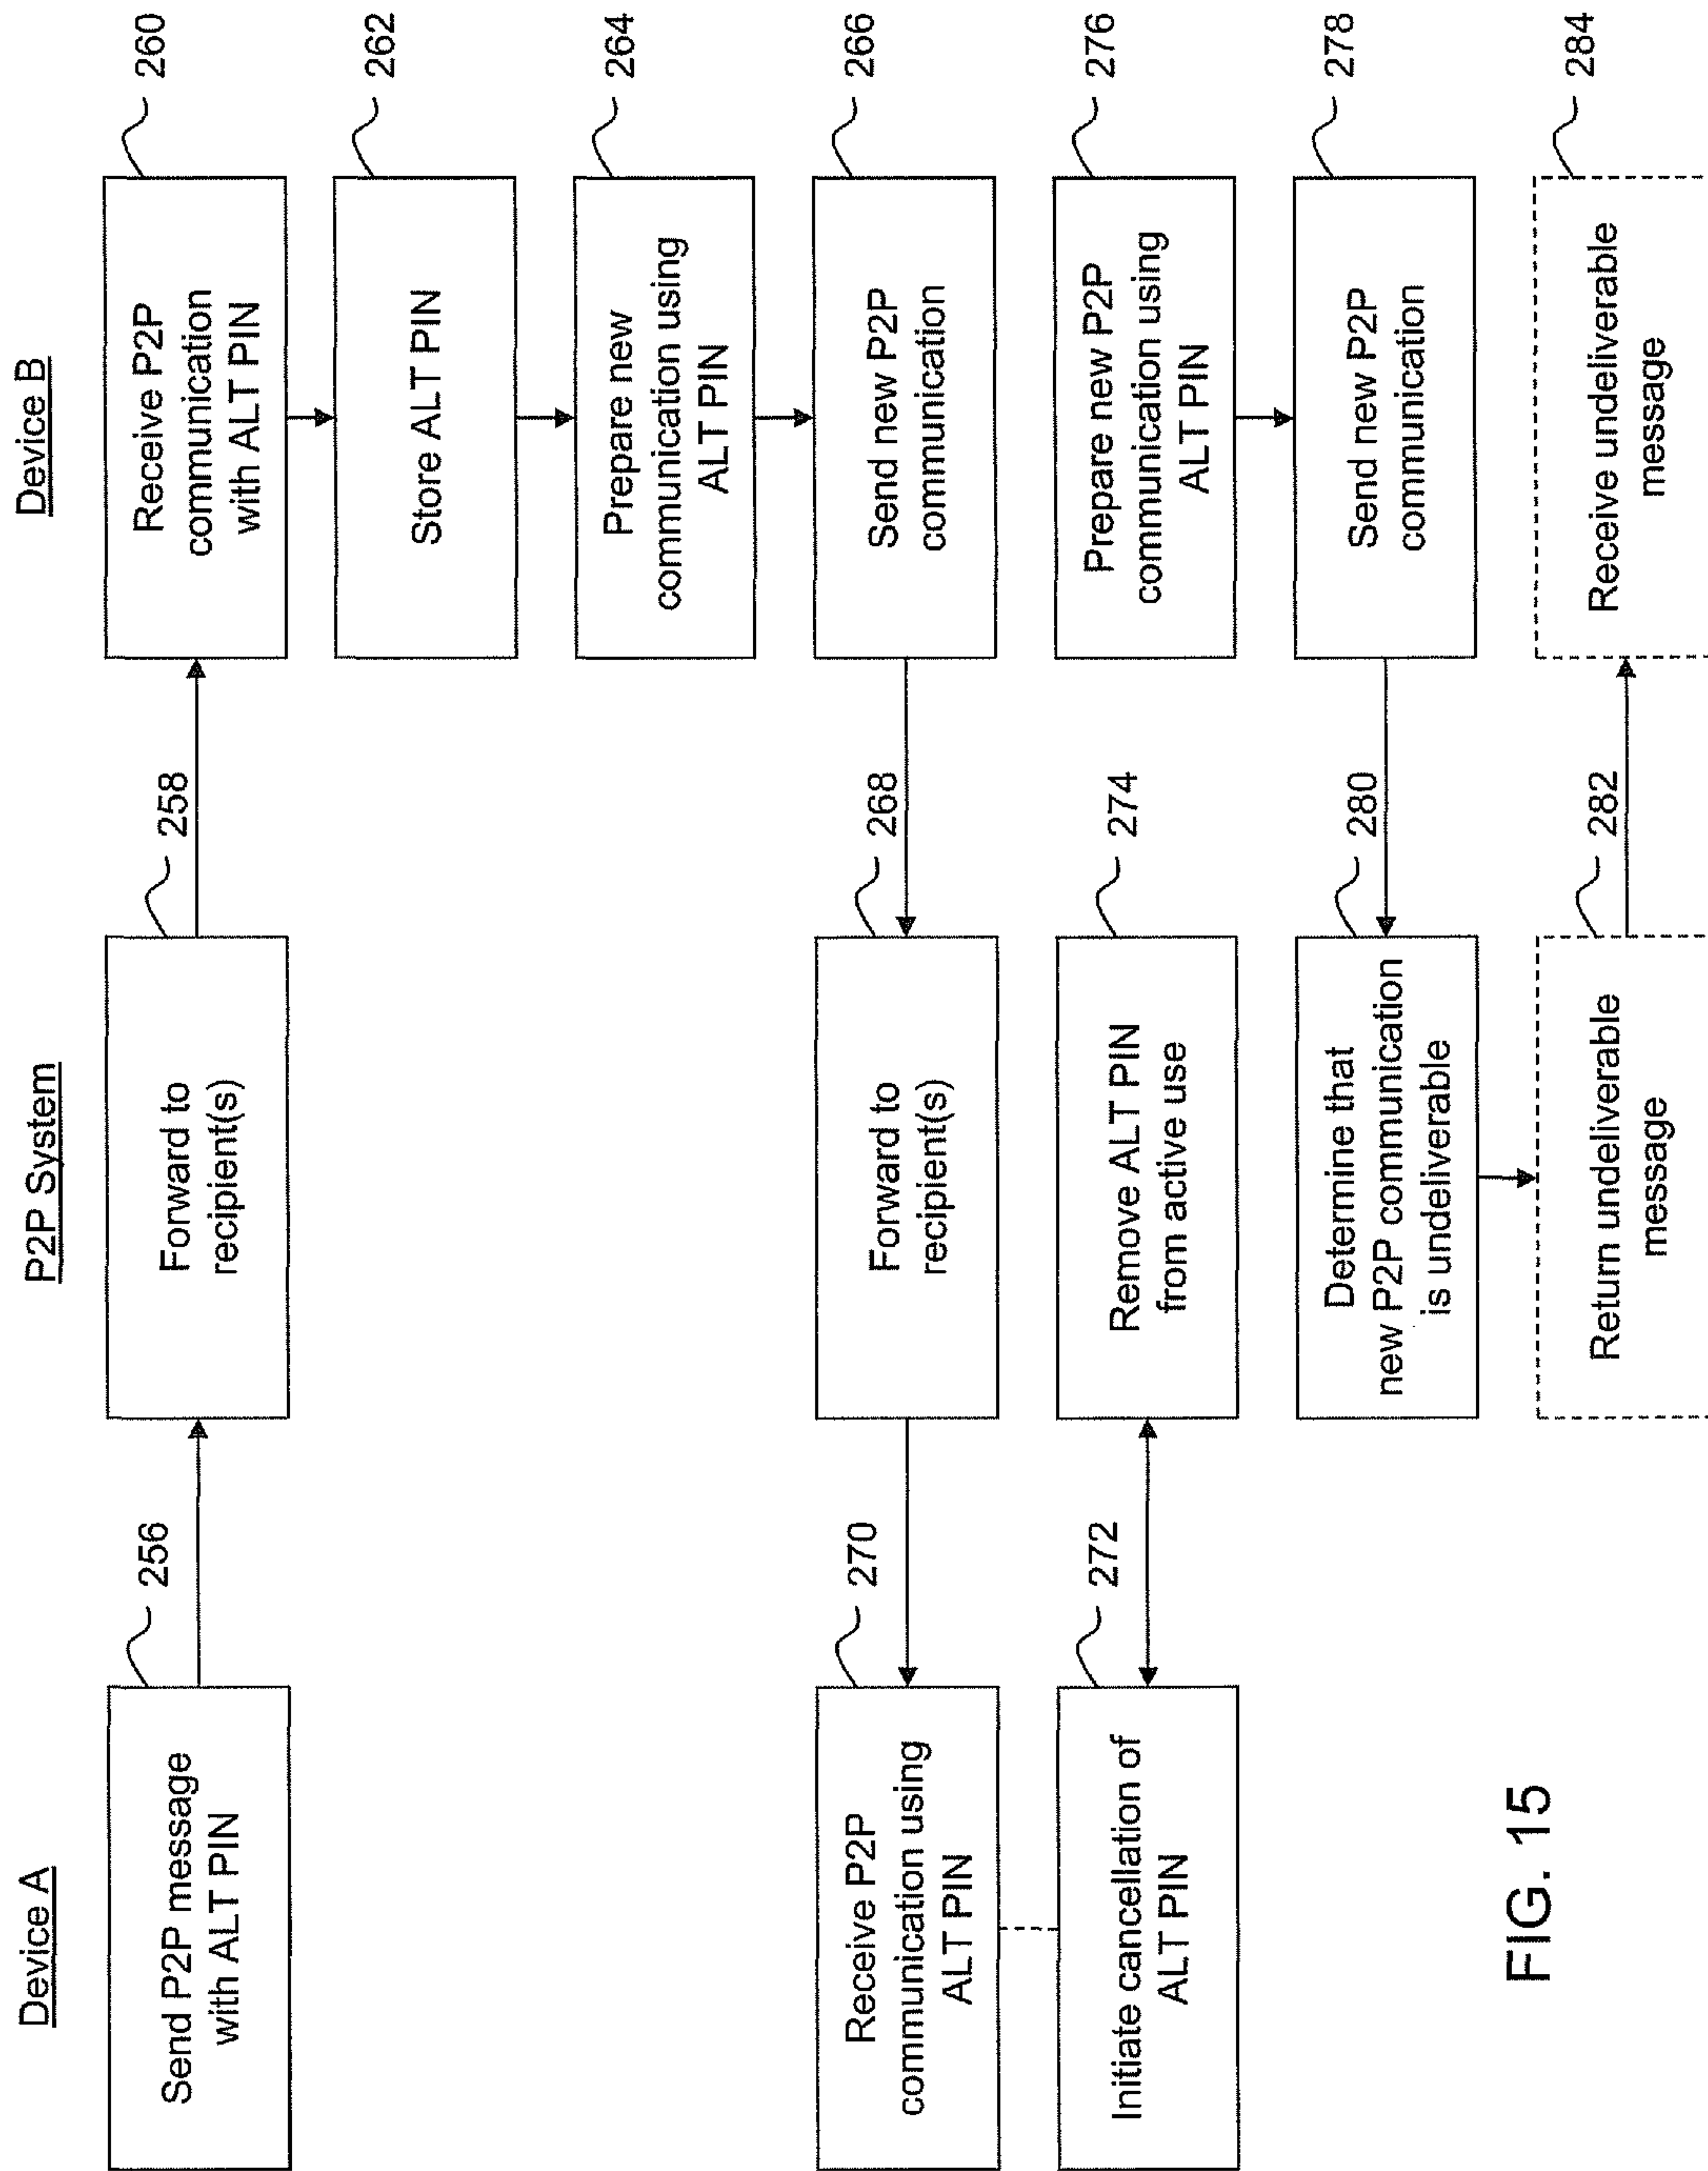 Device A
P2P System
Device B
Send P2P message
with ALT PIN
256
Forward to
recipient(s)
258
Receive P2P
communication
with ALT PIN
260
Store ALT PIN
262
Prepare new
communication using
ALT PIN
264
Send new P2P
communication
266
Forward to
recipient(s)
268
Receive P2P
communication using
ALT PIN
270
Initiate cancellation of
ALT PIN
272
Remove ALT PIN
from active use
274
Prepare new P2P
communication using
ALT PIN
276
Send new P2P
communication
278
Determine that
new P2P communication
is undeliverable
280
Return undeliverable
message
282
Receive undeliverable
message
284
FIG. 15